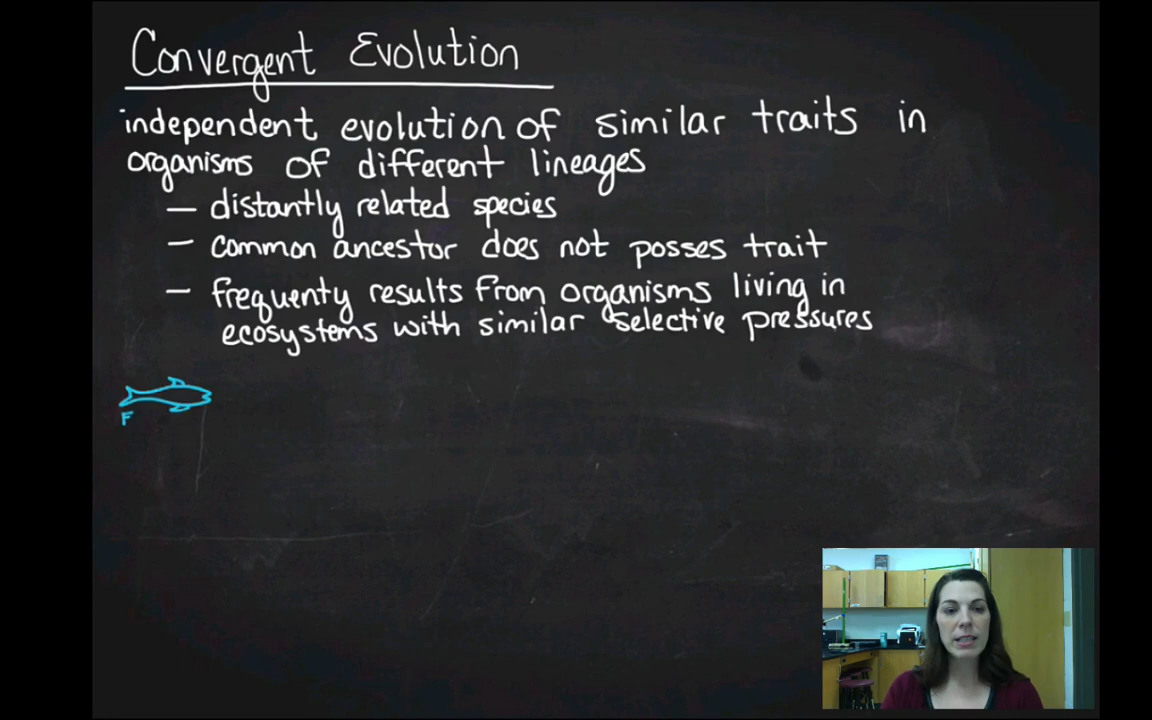 Convergent Evolution
independent evolution of similar traits in
organisms of different lineages
— distantly related species
— common ancestor does not posses trait
— frequenty results from organisms living in
ecosystems with similar selective pressures
F